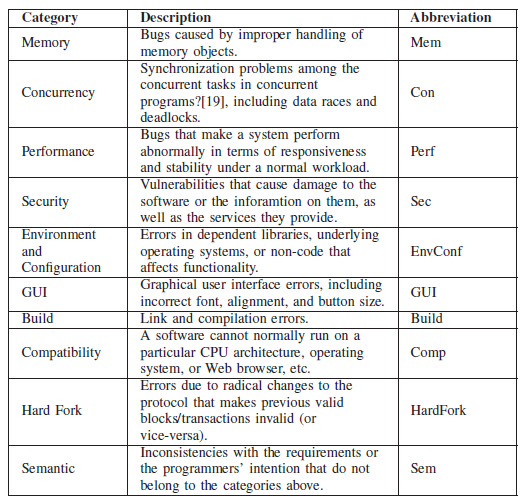 Category Description Abbreviation
Memory Bugs caused by improper handling of memory objects. Mem
Concurrency Synchronization problems among the concurrent tasks in concurrent programs?[19], including data races and deadlocks. Con
Performance Bugs that make a system perform abnormally in terms of responsiveness and stability under a normal workload. Perf
Security Vulnerabilities that cause damage to the software or the inforamtion on them, as well as the services they provide. Sec
Environment and Configuration Errors in dependent libraries, underlying operating systems, or non-code that affects functionality. EnvConf
GUI Graphical user interface errors, including incorrect font, alignment, and button size. GUI
Build Link and compilation errors. Build
Compatibility A software cannot normally run on a particular CPU architecture, operating system, or Web browser, etc. Comp
Hard Fork Errors due to radical changes to the protocol that makes previous valid blocks/transactions invalid (or vice-versa). HardFork
Semantic Inconsistencies with the requirements or the programmers' intention that do not belong to the categories above. Sem